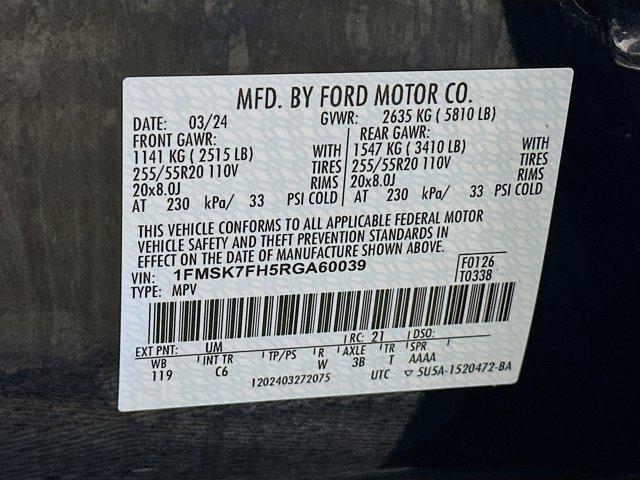 MFD. BY FORD MOTOR CO.
DATE: 03/24 GVWR: 2635 KG ( 5810 LB)
FRONT GAWR: REAR GAWR:
1141 KG ( 2515 LB) WITH 1547 KG ( 3410 LB) WITH
255/55R20 110V TIRES 255/55R20 110V TIRES
20x8.0J RIMS 20x8.0J RIMS
AT 230 kPa/ 33 PSI COLD AT 230 kPa/ 33 PSI COLD
THIS VEHICLE CONFORMS TO ALL APPLICABLE FEDERAL MOTOR
VEHICLE SAFETY AND THEFT PREVENTION STANDARDS IN
EFFECT ON THE DATE OF MANUFACTURE SHOWN ABOVE.
VIN: 1FMSK7FH5RGA60039 F0126
TYPE: MPV T0338
EXT PNT: UM RC: 21 DSO:
WB INT TR TP/PS R AXLE TR SPR
119 C6 W 3B T AAAA
1202403272075 UTC ▽ 5U5A-1520472-BA